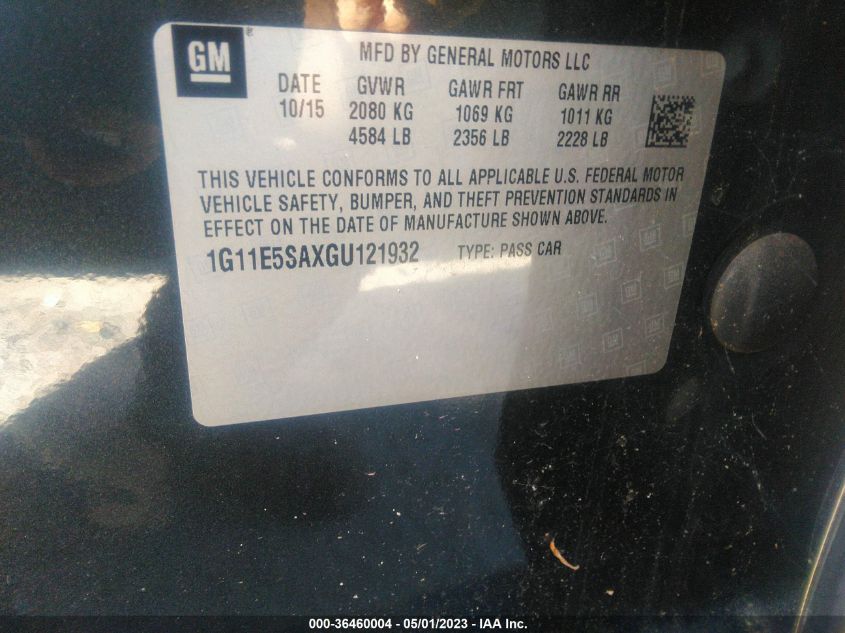 GM
MFD BY GENERAL MOTORS LLC
DATE GVWR GAWR FRT GAWR RR
10/15 2080 KG 1069 KG 1011 KG
4584 LB 2356 LB 2228 LB
THIS VEHICLE CONFORMS TO ALL APPLICABLE U.S. FEDERAL MOTOR
VEHICLE SAFETY, BUMPER, AND THEFT PREVENTION STANDARDS IN
EFFECT ON THE DATE OF MANUFACTURE SHOWN ABOVE.
1G11E5SAXGU121932 TYPE: PASS CAR
000-36460004 - 05/01/2023 - IAA Inc.